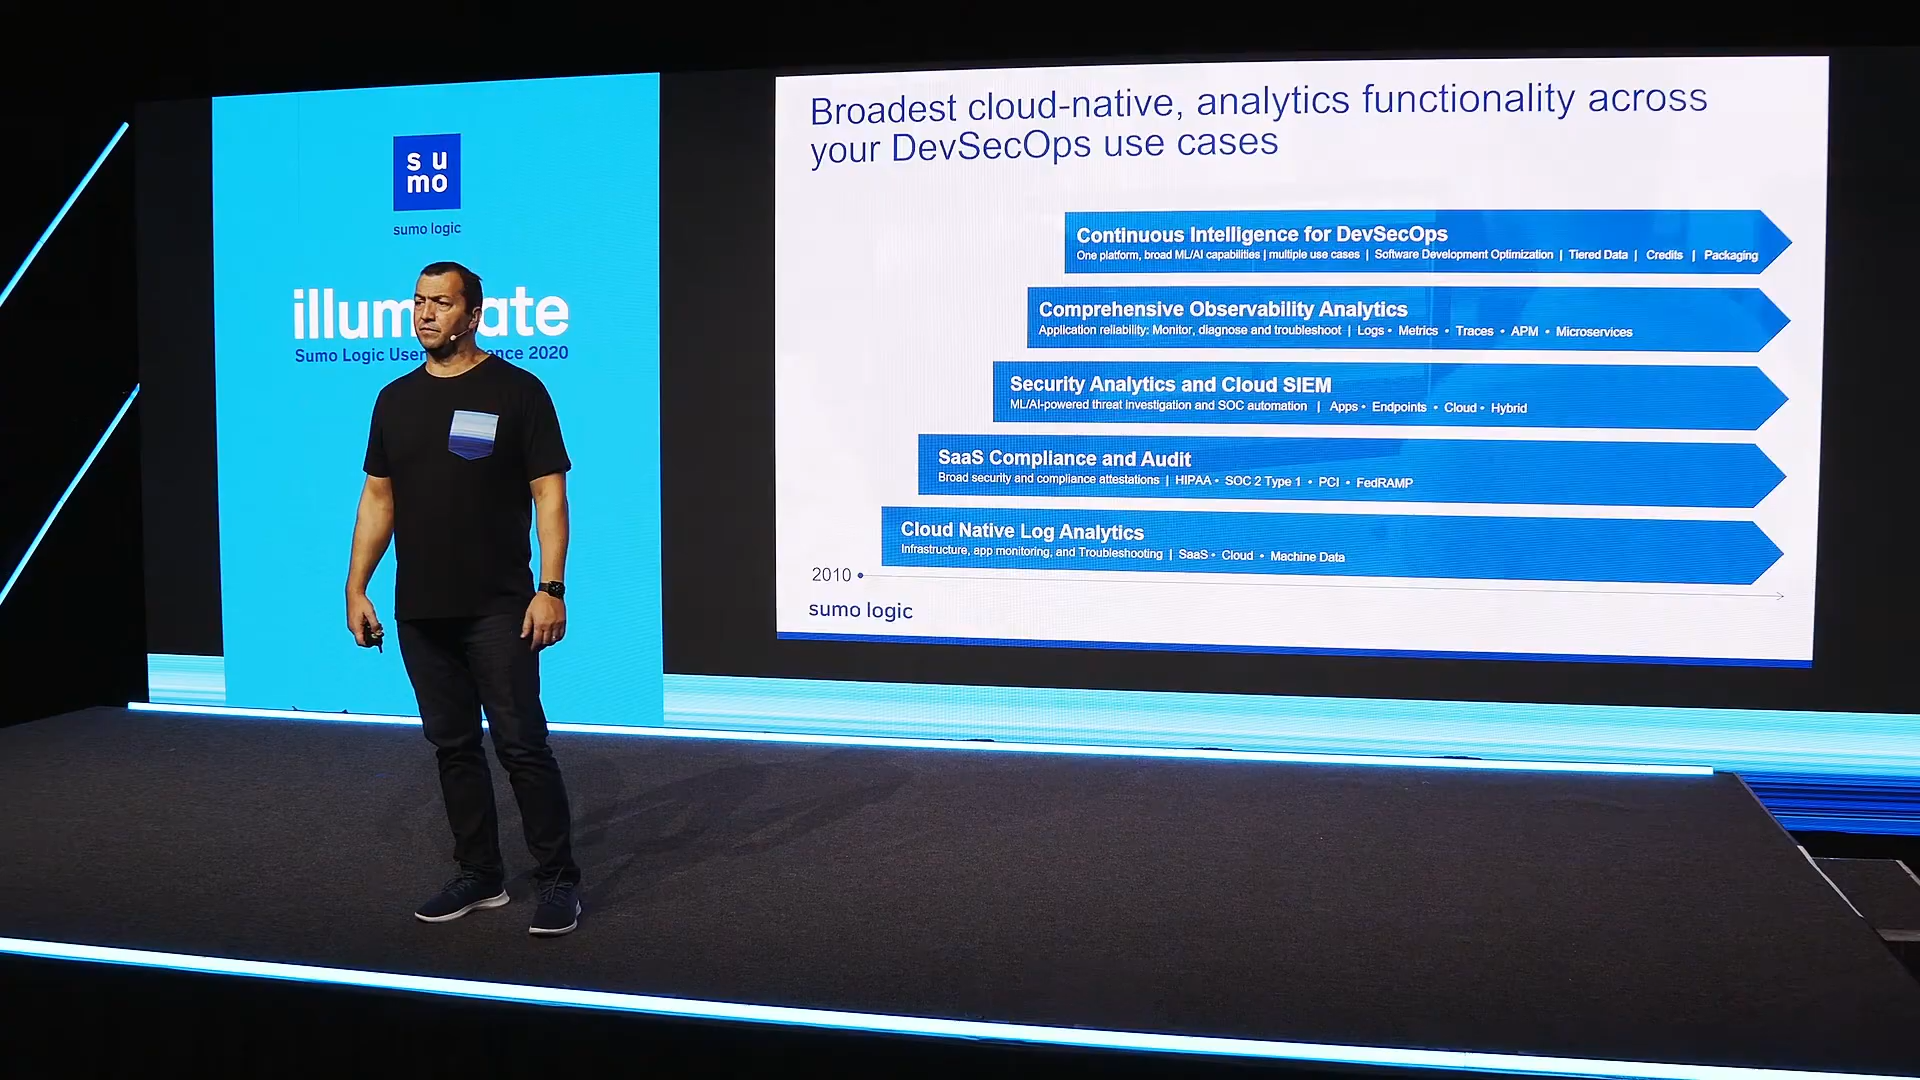 su
mo
sumo logic
illum ate
Sumo Logic User ence 2020
Broadest cloud-native, analytics functionality across
your DevSecOps use cases
Continuous Intelligence for DevSecOps
One platform, broad ML/AI capabilities | multiple use cases | Software Development Optimization | Tiered Data | Credits | Packaging
Comprehensive Observability Analytics
Application reliability: Monitor, diagnose and troubleshoot | Logs • Metrics • Traces • APM • Microservices
Security Analytics and Cloud SIEM
ML/AI-powered threat investigation and SOC automation | Apps • Endpoints • Cloud • Hybrid
SaaS Compliance and Audit
Broad security and compliance attestations | HIPAA • SOC 2 Type 1 • PCI • FedRAMP
Cloud Native Log Analytics
Infrastructure, app monitoring, and Troubleshooting | SaaS • Cloud • Machine Data
2010
sumo logic